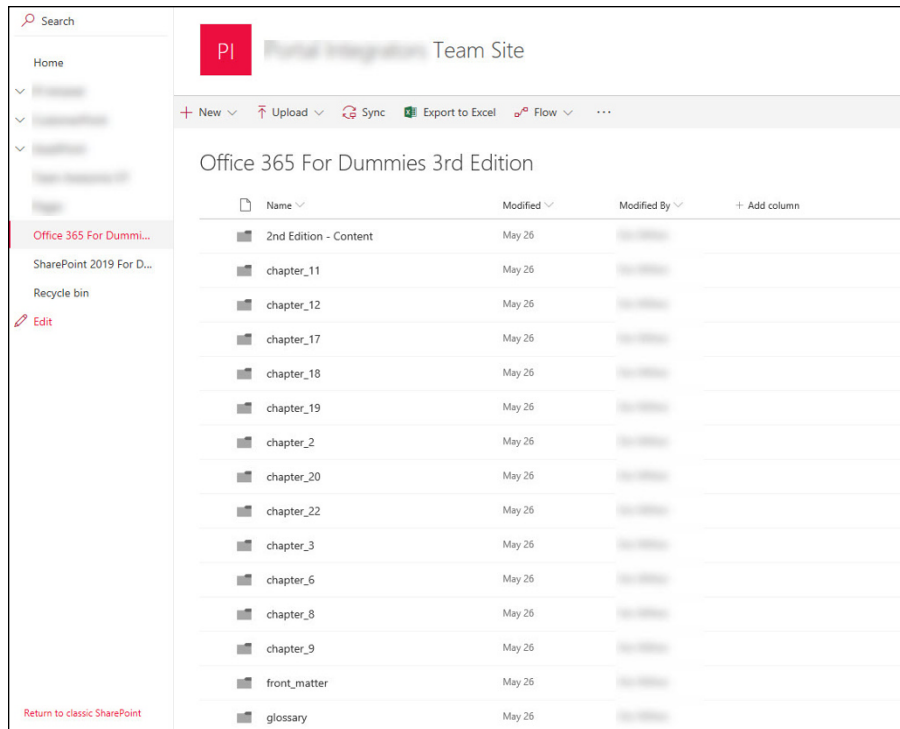 Search
Home
Office 365 For Dummi...
SharePoint 2019 For D...
Recycle bin
Edit
Return to classic SharePoint
PI Team Site
New Upload Sync Export to Excel Flow ...
Office 365 For Dummies 3rd Edition
Name Modified Modified By + Add column
2nd Edition - Content May 26
chapter_11 May 26
chapter_12 May 26
chapter_17 May 26
chapter_18 May 26
chapter_19 May 26
chapter_2 May 26
chapter_20 May 26
chapter_22 May 26
chapter_3 May 26
chapter_6 May 26
chapter_8 May 26
chapter_9 May 26
front_matter May 26
glossary May 26